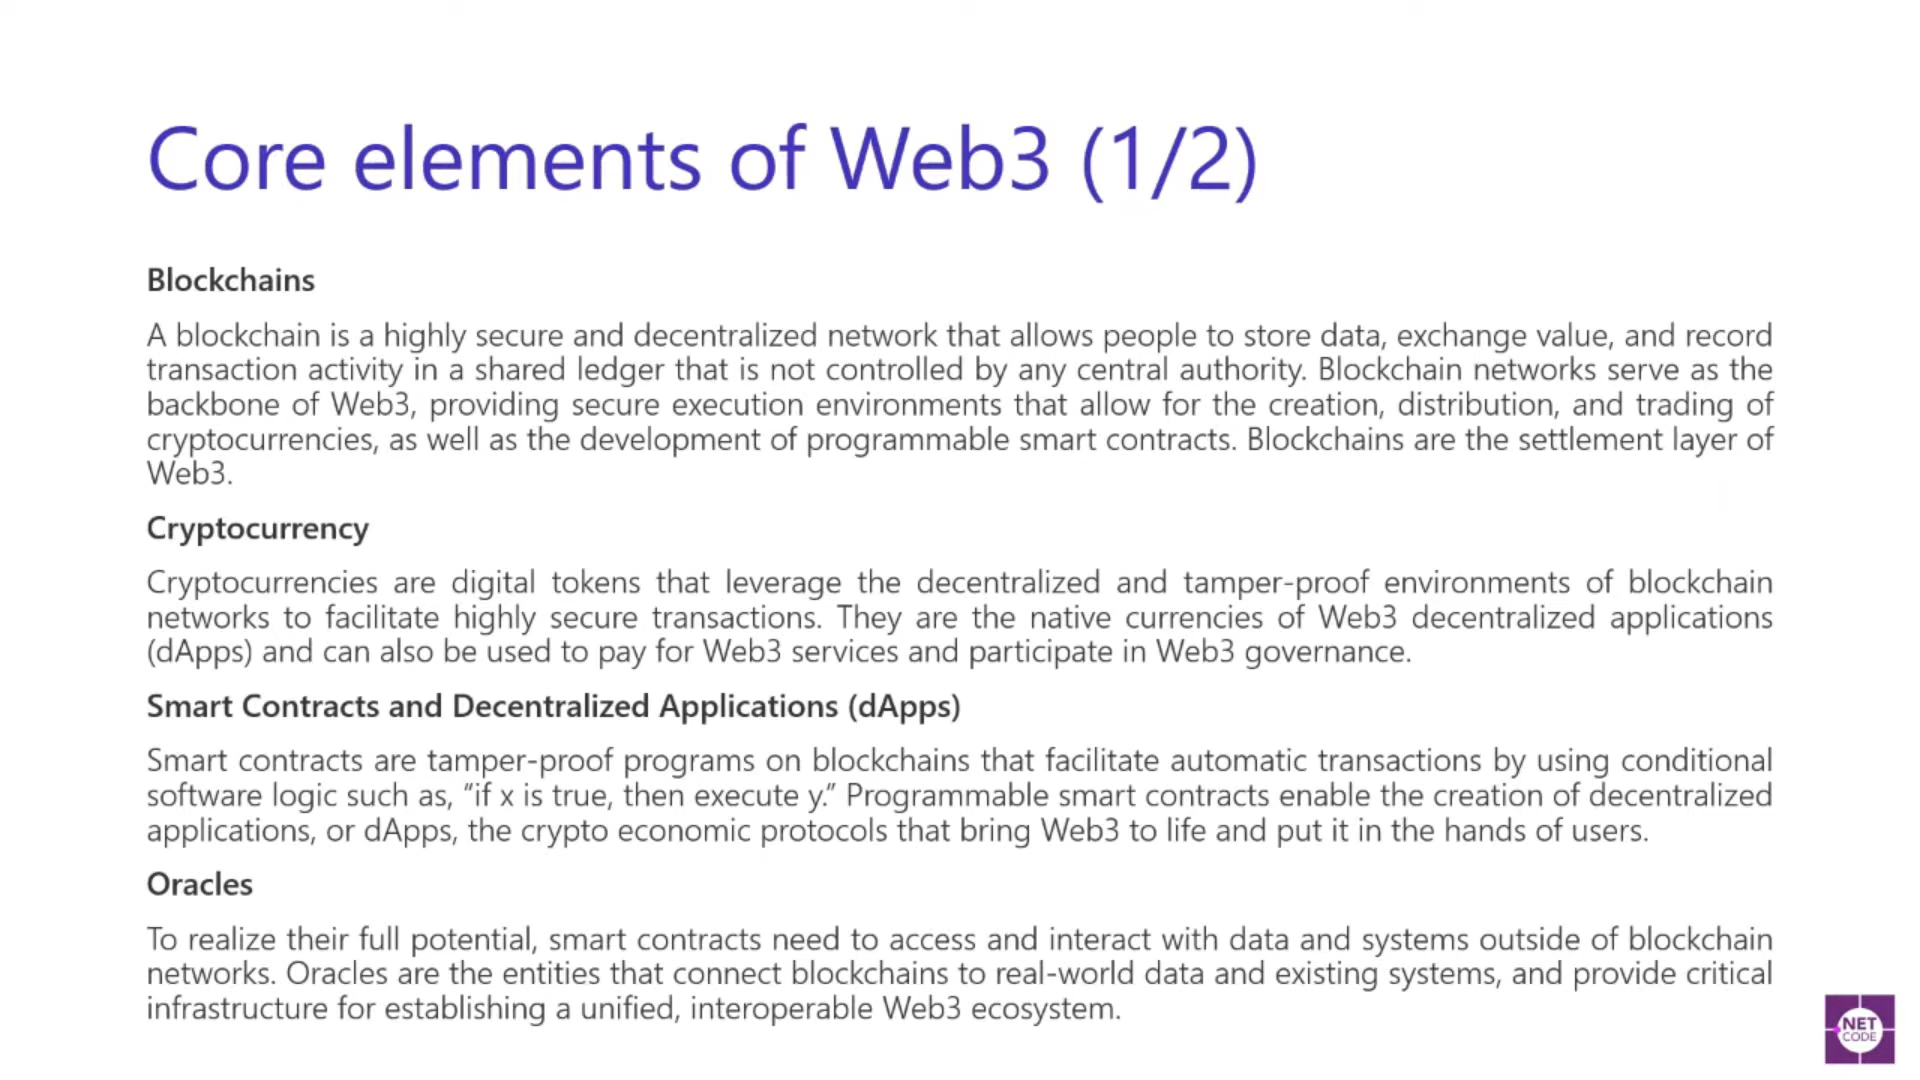 Core elements of Web3 (1/2)
Blockchains
A blockchain is a highly secure and decentralized network that allows people to store data, exchange value, and record
transaction activity in a shared ledger that is not controlled by any central authority. Blockchain networks serve as the
backbone of Web3, providing secure execution environments that allow for the creation, distribution, and trading of
cryptocurrencies, as well as the development of programmable smart contracts. Blockchains are the settlement layer of
Web3.
Cryptocurrency
Cryptocurrencies are digital tokens that leverage the decentralized and tamper-proof environments of blockchain
networks to facilitate highly secure transactions. They are the native currencies of Web3 decentralized applications
(dApps) and can also be used to pay for Web3 services and participate in Web3 governance.
Smart Contracts and Decentralized Applications (dApps)
Smart contracts are tamper-proof programs on blockchains that facilitate automatic transactions by using conditional
software logic such as, “if x is true, then execute y.” Programmable smart contracts enable the creation of decentralized
applications, or dApps, the crypto economic protocols that bring Web3 to life and put it in the hands of users.
Oracles
To realize their full potential, smart contracts need to access and interact with data and systems outside of blockchain
networks. Oracles are the entities that connect blockchains to real-world data and existing systems, and provide critical
infrastructure for establishing a unified, interoperable Web3 ecosystem.
NET
CODE